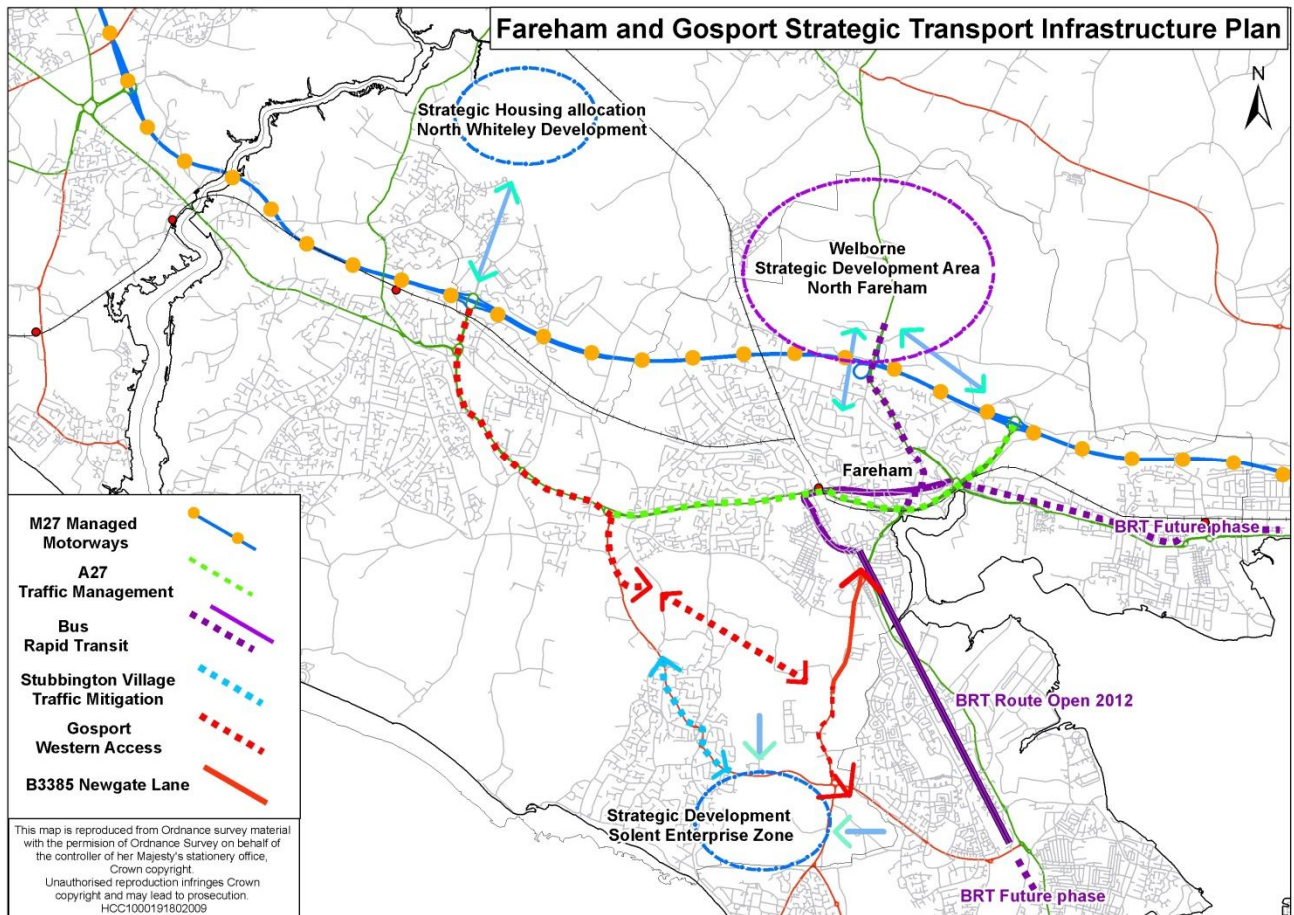 Fareham and Gosport Strategic Transport Infrastructure Plan
N
Strategic Housing allocation
North Whiteley Development
Welborne
Strategic Development Area
North Fareham
Fareham
BRT Future phase
BRT Route Open 2012
Strategic Development
Solent Enterprise Zone
BRT Future phase
M27 Managed
Motorways
A27
Traffic Management
Bus
Rapid Transit
Stubbington Village
Traffic Mitigation
Gosport
Western Access
B3385 Newgate Lane
This map is reproduced from Ordnance survey material
with the permision of Ordnance Survey on behalf of
the controller of her Majesty's stationery office,
Crown copyright.
Unauthorised reproduction infringes Crown
copyright and may lead to prosecution.
HCC1000191802009